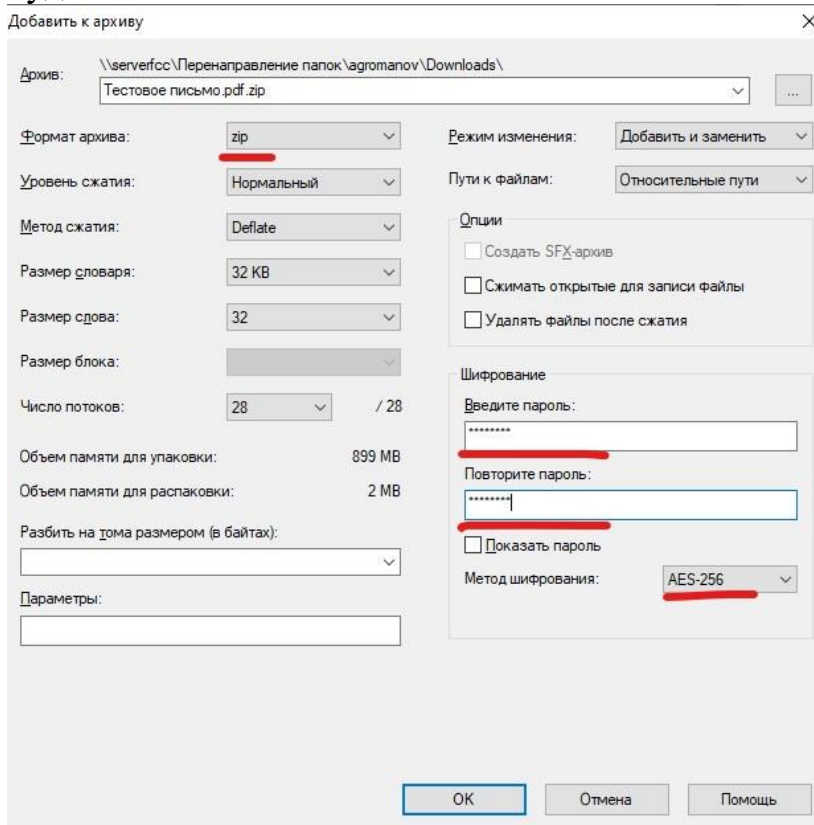 Добавить к архиву
Архив:
\\serverfcc\Перенаправление папок\agromanov\Downloads\
Тестовое письмо.pdf.zip
...
Формат архива: zip
Уровень сжатия: Нормальный
Метод сжатия: Deflate
Размер словаря: 32 KB
Размер слова: 32
Размер блока:
Число потоков: 28 / 28
Объем памяти для упаковки: 899 MB
Объем памяти для распаковки: 2 MB
Разбить на тома размером (в байтах):
Параметры:
Режим изменения: Добавить и заменить
Пути к файлам: Относительные пути
Опции
Создать SFX-архив
Сжимать открытые для записи файлы
Удалять файлы после сжатия
Шифрование
Введите пароль:
********
Повторите пароль:
********
Показать пароль
Метод шифрования: AES-256
OK
Отмена
Помощь